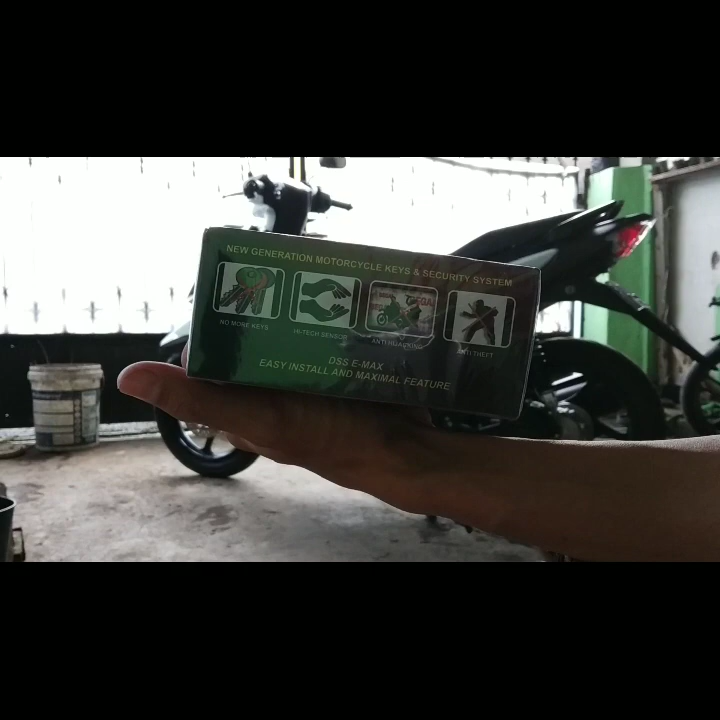 NEW GENERATION MOTORCYCLE KEYS & SECURITY SYSTEM
NO MORE KEYS
HI-TECH SENSOR
ANTI HIJACKING
ANTI THEFT
DSS E-MAX
EASY INSTALL AND MAXIMAL FEATURE